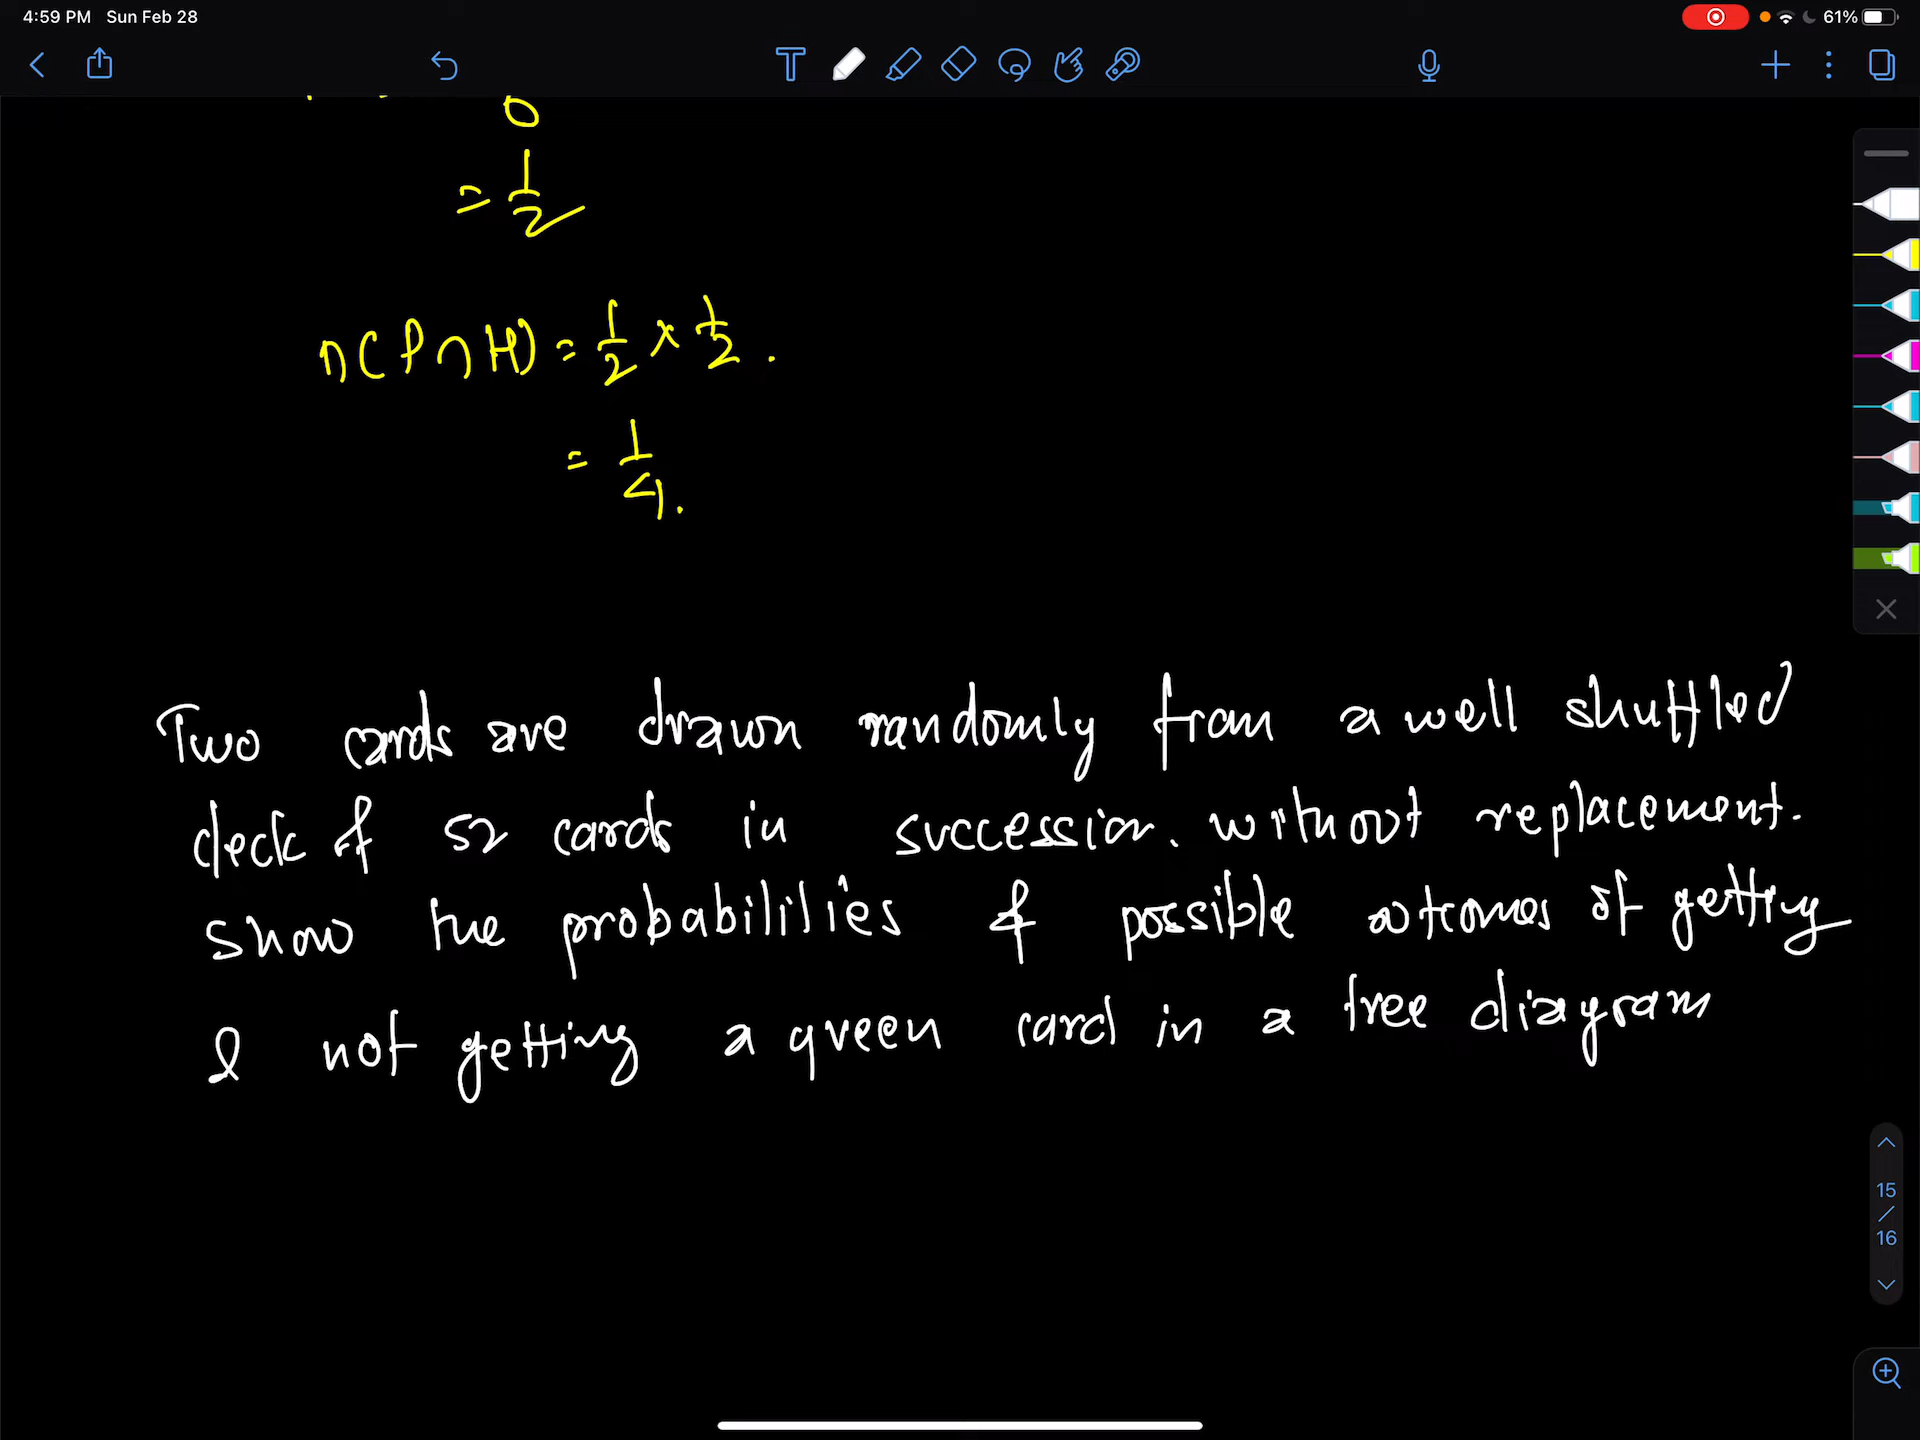 4:59 PM Sun Feb 28
61%
6
= 1/2
n(P∩H) = 1/2 × 1/2 .
= 1/4.
Two cards are drawn randomly from a well shuffled
deck of 52 cards in succession. without replacement.
show the probabilities & possible outcomes of getting
& not getting a queen card in a tree diagram
15
/
16